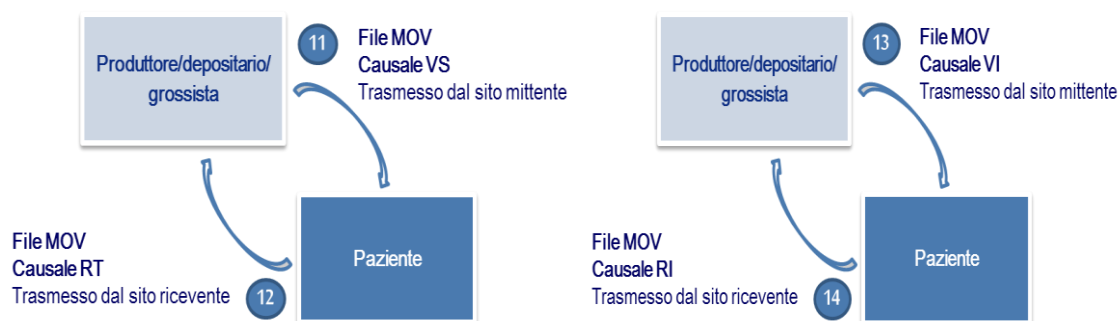 Produttore/depositario/
grossista
11
File MOV
Causale VS
Trasmesso dal sito mittente
File MOV
Causale RT
Trasmesso dal sito ricevente
12
Paziente
Produttore/depositario/
grossista
13
File MOV
Causale VI
Trasmesso dal sito mittente
File MOV
Causale RI
Trasmesso dal sito ricevente
14
Paziente